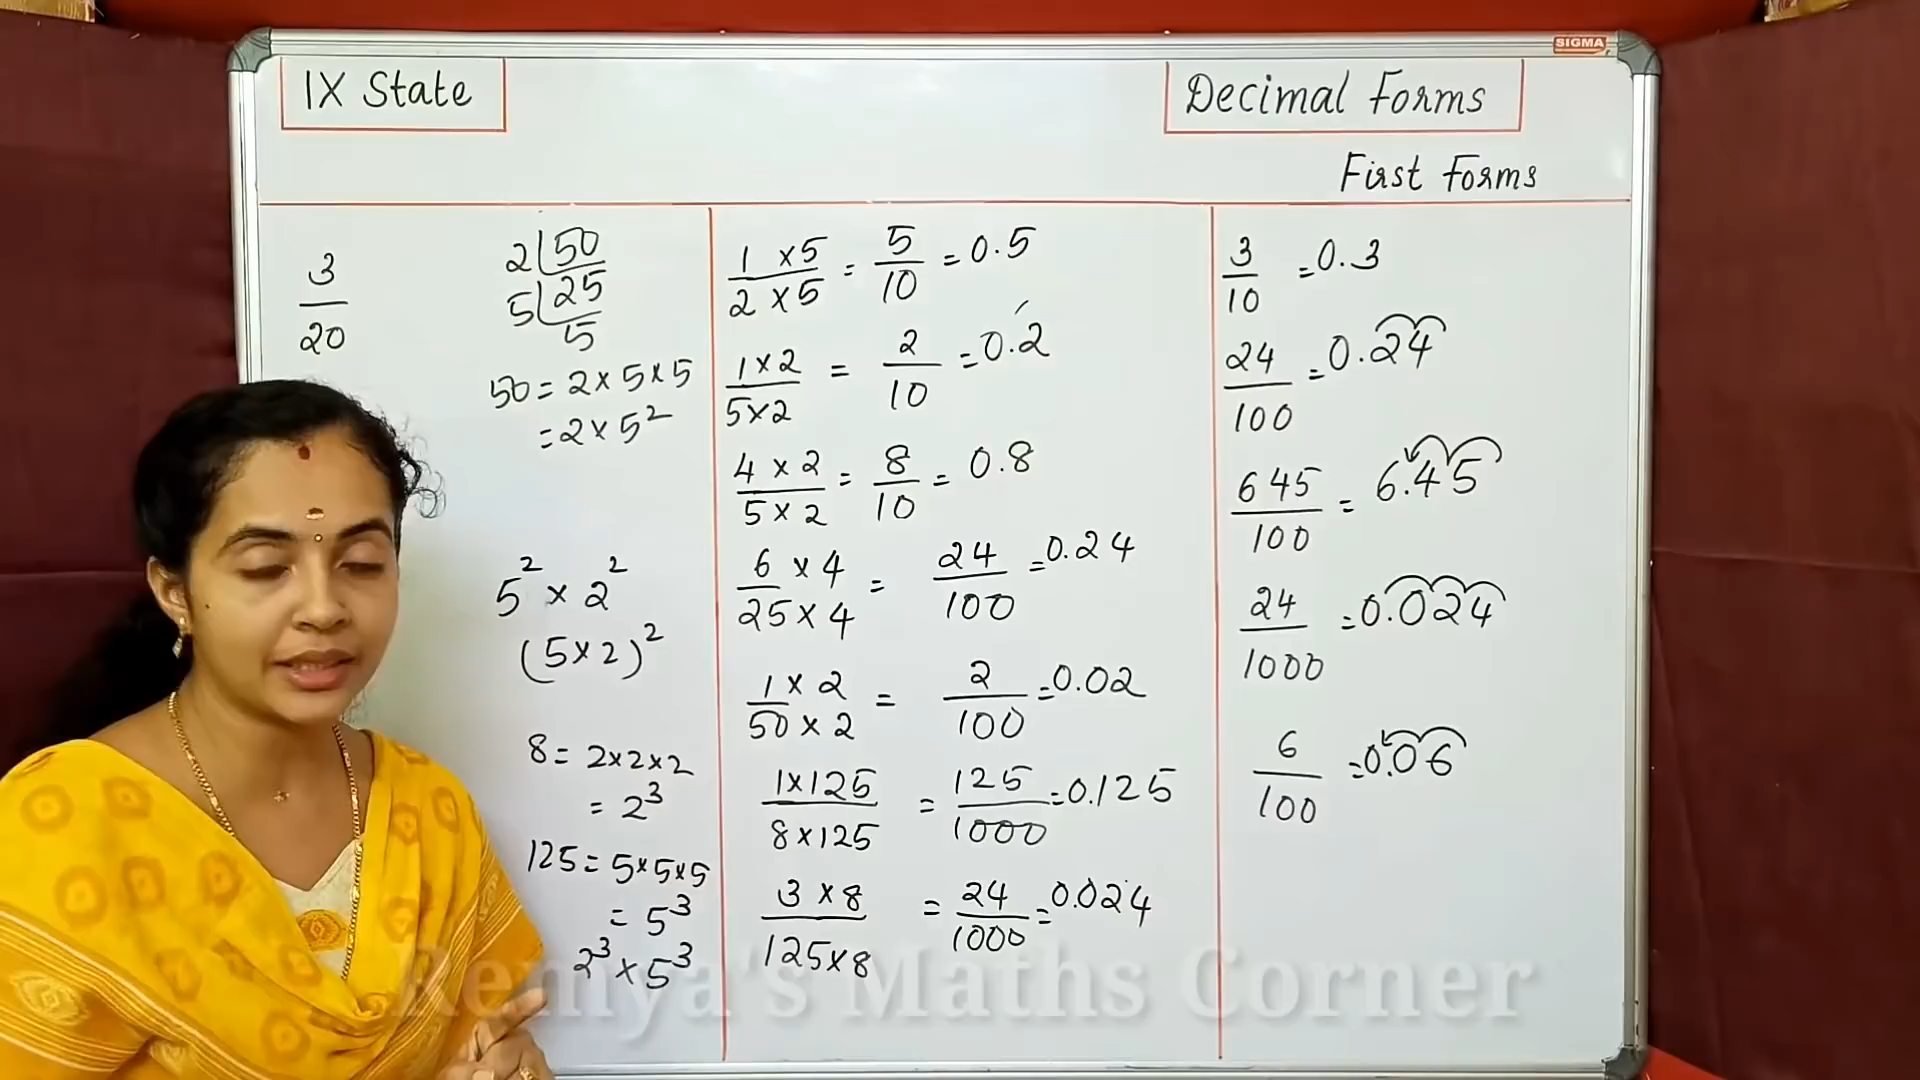 SIGMA
IX State
Decimal Forms
First Forms
3/20
2 | 50
5 | 25
5
50 = 2 × 5 × 5
= 2 × 5²
5² × 2²
(5 × 2)²
8 = 2×2×2
= 2³
125 = 5×5×5
= 5³
2³ × 5³
1 × 5 / 2 × 5 = 5/10 = 0.5
1 × 2 / 5 × 2 = 2/10 = 0.2
4 × 2 / 5 × 2 = 8/10 = 0.8
6 × 4 / 25 × 4 = 24/100 = 0.24
1 × 2 / 50 × 2 = 2/100 = 0.02
1 × 125 / 8 × 125 = 125/1000 = 0.125
3 × 8 / 125 × 8 = 24/1000 = 0.024
3/10 = 0.3
24/100 = 0.24
645/100 = 6.45
24/1000 = 0.024
6/100 = 0.06
Remya's Maths Corner